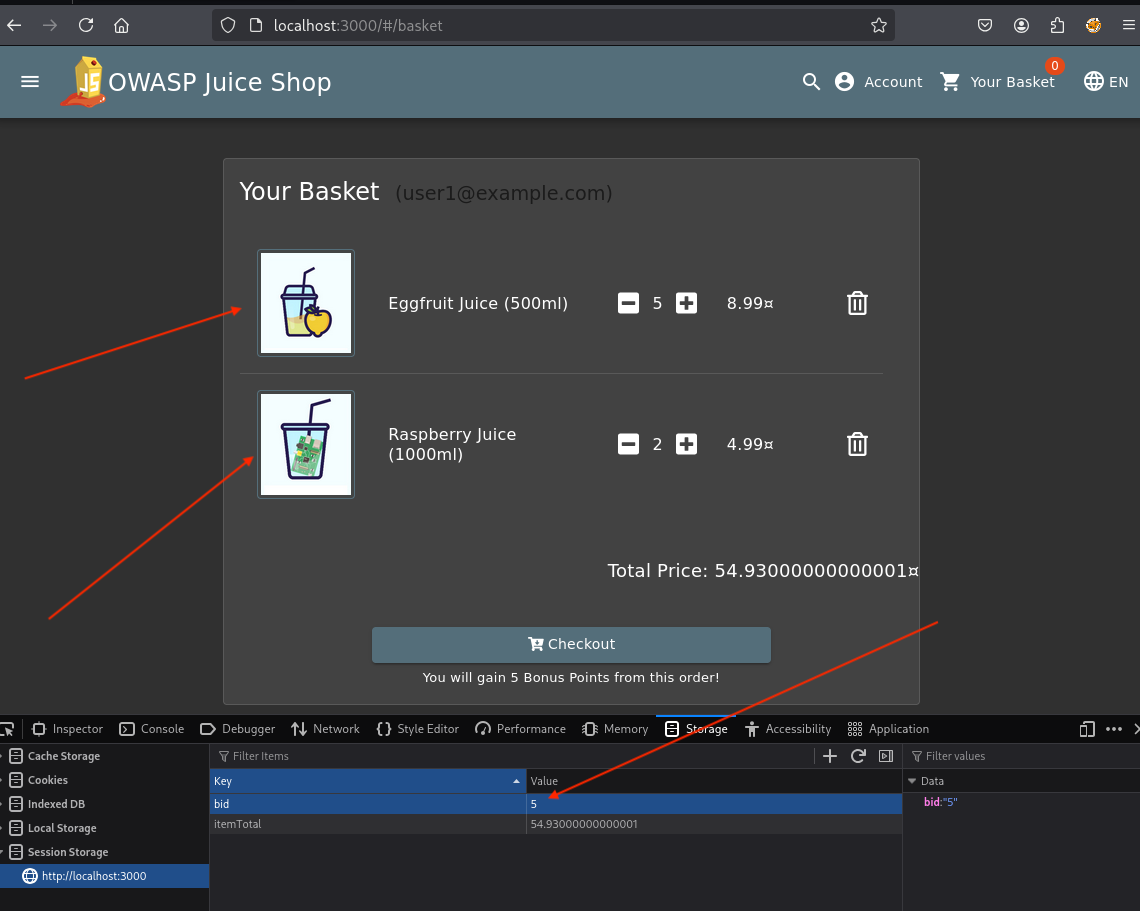 localhost:3000/#/basket
JS
OWASP Juice Shop
Account
0
Your Basket
EN
Your Basket (user1@example.com)
Eggfruit Juice (500ml) 5 8.99¤
Raspberry Juice
(1000ml) 2 4.99¤
Total Price: 54.93000000000001¤
Checkout
You will gain 5 Bonus Points from this order!
Inspector Console Debugger Network Style Editor Performance Memory Storage Accessibility Application
Cache Storage
Cookies
Indexed DB
Local Storage
Session Storage
http://localhost:3000
Filter Items
Key Value
bid 5
itemTotal 54.93000000000001
Filter values
Data
bid:"5"